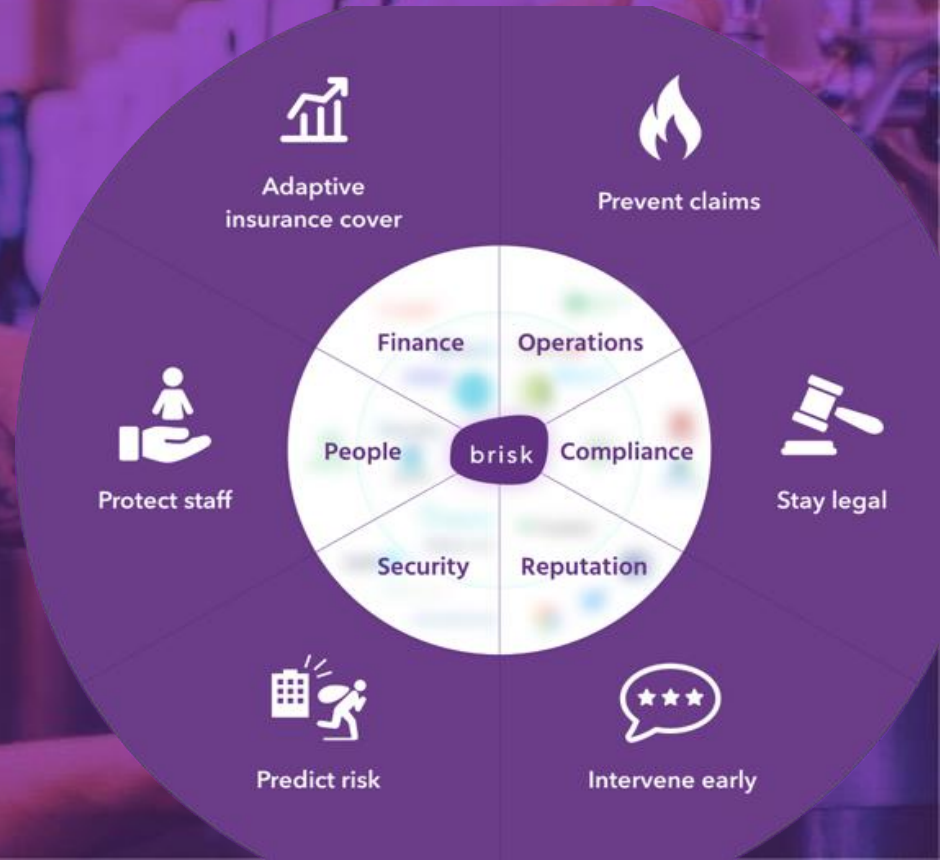 Adaptive
insurance cover
Prevent claims
Finance
Operations
People
brisk
Compliance
Protect staff
Stay legal
Security
Reputation
Predict risk
Intervene early